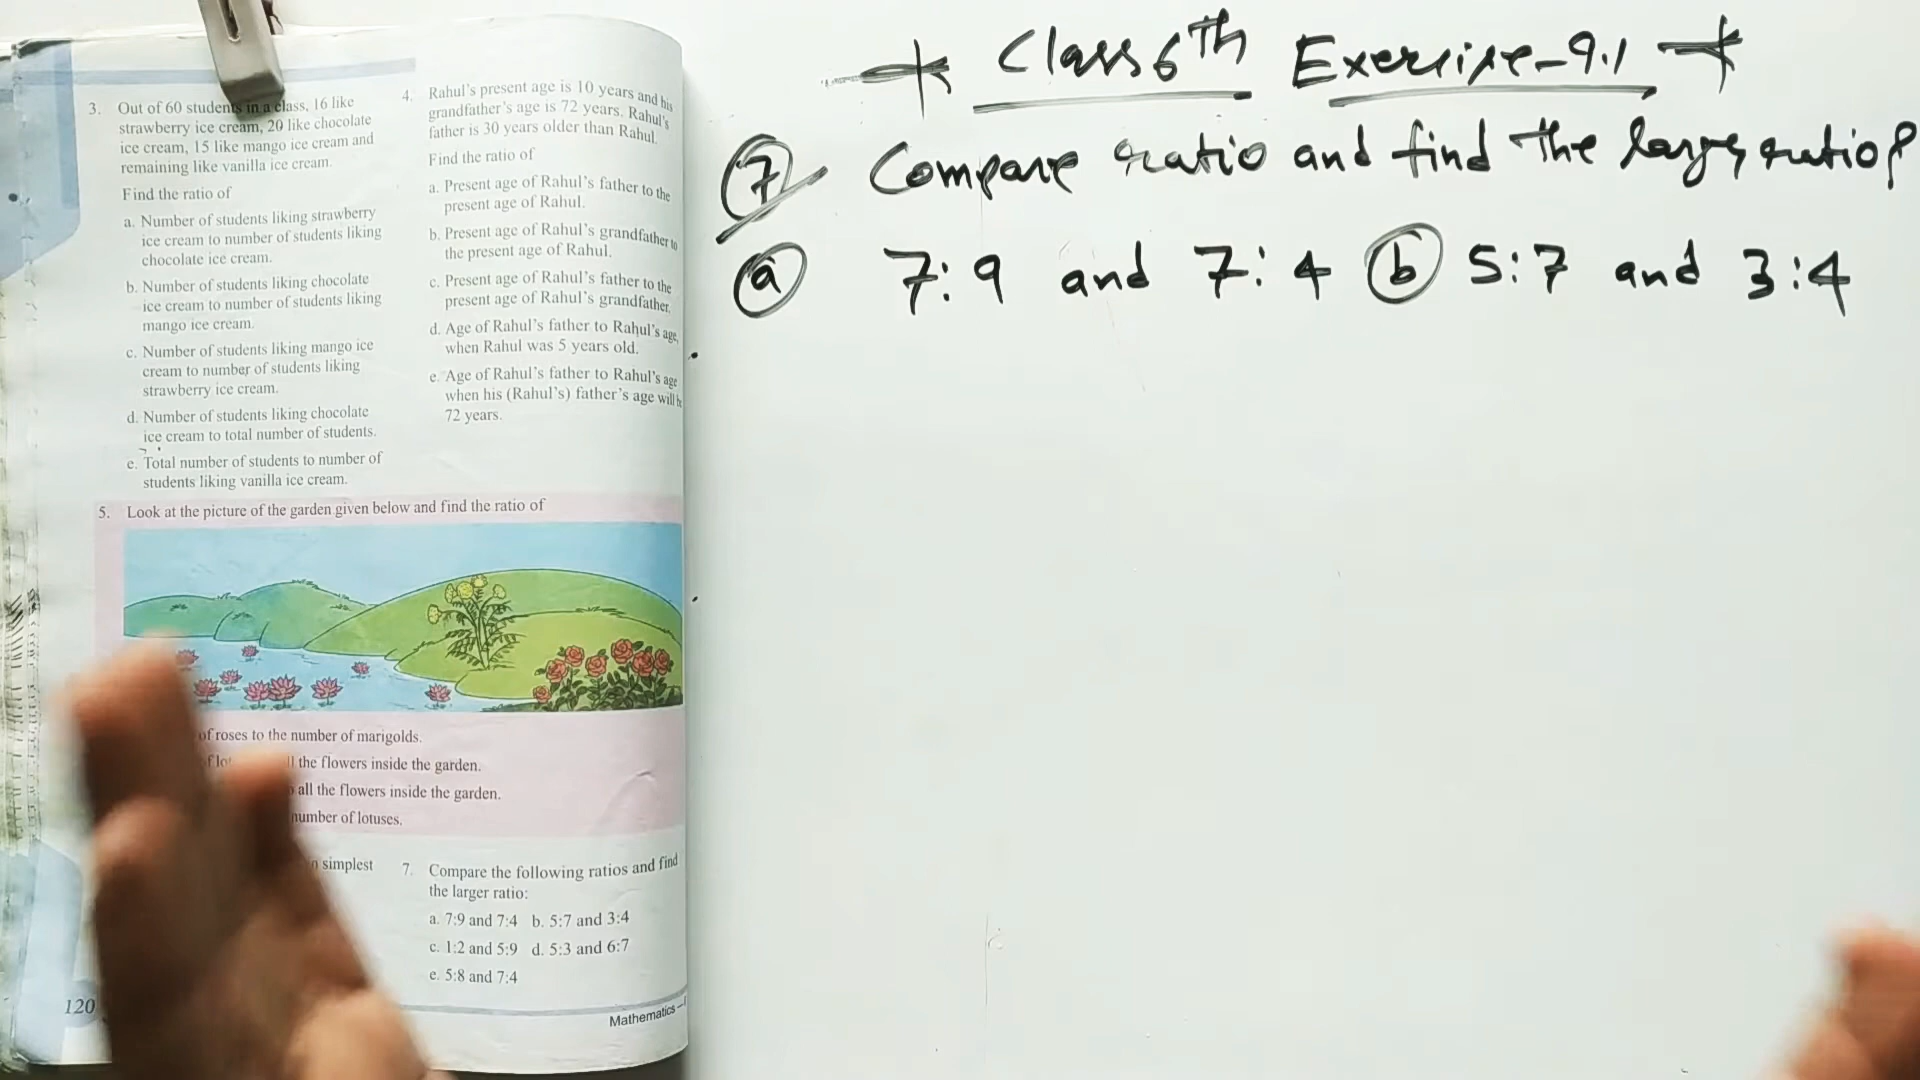 3. Out of 60 students in a class, 16 like
strawberry ice cream, 20 like chocolate
ice cream, 15 like mango ice cream and
remaining like vanilla ice cream.
Find the ratio of
a. Number of students liking strawberry
ice cream to number of students liking
chocolate ice cream.
b. Number of students liking chocolate
ice cream to number of students liking
mango ice cream.
c. Number of students liking mango ice
cream to number of students liking
strawberry ice cream.
d. Number of students liking chocolate
ice cream to total number of students.
e. Total number of students to number of
students liking vanilla ice cream.
4. Rahul's present age is 10 years and his
grandfather's age is 72 years. Rahul's
father is 30 years older than Rahul.
Find the ratio of
a. Present age of Rahul's father to the
present age of Rahul.
b. Present age of Rahul's grandfather to
the present age of Rahul.
c. Present age of Rahul's father to the
present age of Rahul's grandfather.
d. Age of Rahul's father to Rahul's age,
when Rahul was 5 years old.
e. Age of Rahul's father to Rahul's age
when his (Rahul's) father's age will be
72 years.
5. Look at the picture of the garden given below and find the ratio of
of roses to the number of marigolds.
the flowers inside the garden.
all the flowers inside the garden.
number of lotuses.
simplest
7. Compare the following ratios and find
the larger ratio:
a. 7:9 and 7:4 b. 5:7 and 3:4
c. 1:2 and 5:9 d. 5:3 and 6:7
e. 5:8 and 7:4
120
Mathematics
Class 6th Exercise-9.1
7 Compare ratio and find the larger ratio?
a 7:9 and 7:4 b 5:7 and 3:4